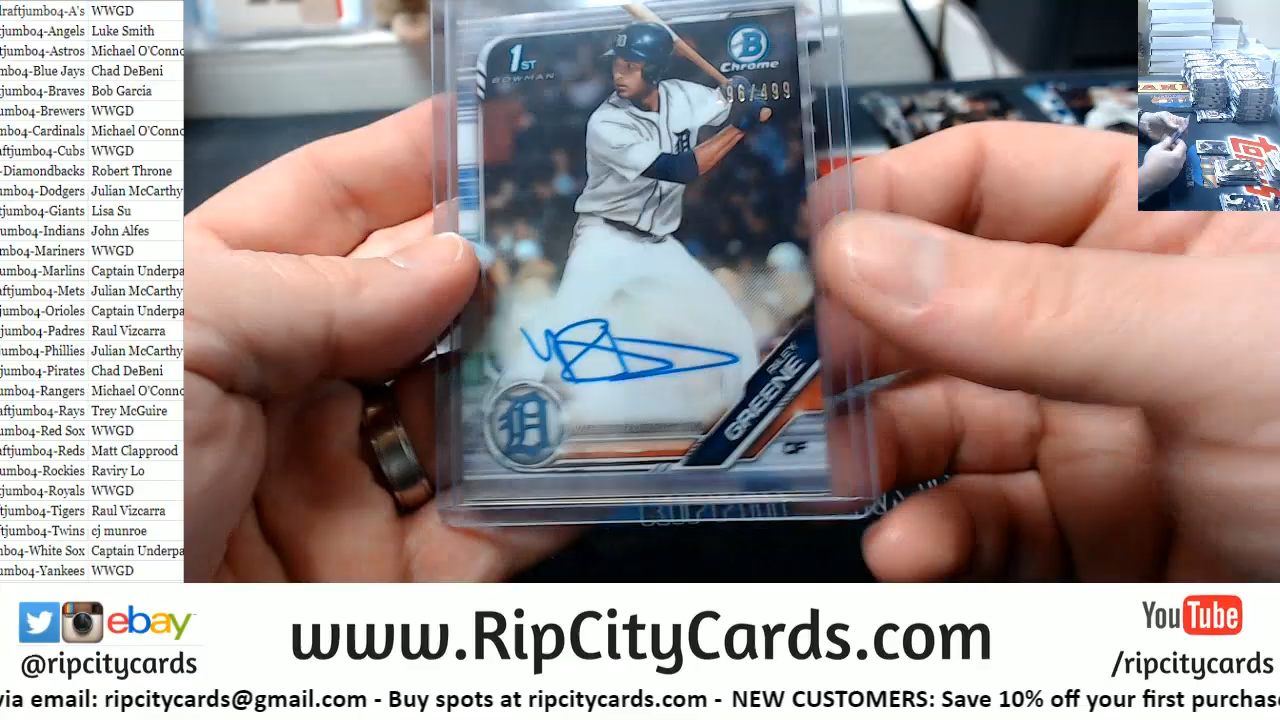 raftjumbo4-A's WWGD
tjumbo4-Angels Luke Smith
jumbo4-Astros Michael O'Conno
mbo4-Blue Jays Chad DeBeni
umbo4-Braves Bob Garcia
mbo4-Brewers WWGD
mbo4-Cardinals Michael O'Conno
aftjumbo4-Cubs WWGD
-Diamondbacks Robert Throne
umbo4-Dodgers Julian McCarthy
jumbo4-Giants Lisa Su
umbo4-Indians John Alfes
mbo4-Mariners WWGD
umbo4-Marlins Captain Underpa
aftjumbo4-Mets Julian McCarthy
jumbo4-Orioles Captain Underpa
jumbo4-Padres Raul Vizcarra
jumbo4-Phillies Julian McCarthy
tjumbo4-Pirates Chad DeBeni
umbo4-Rangers Michael O'Conno
aftjumbo4-Rays Trey McGuire
umbo4-Red Sox WWGD
aftjumbo4-Reds Matt Clapprood
umbo4-Rockies Raviry Lo
tjumbo4-Royals WWGD
tjumbo4-Tigers Raul Vizcarra
ftjumbo4-Twins cj munroe
mbo4-White Sox Captain Underpa
umbo4-Yankees WWGD
1ST
BOWMAN
B
Chrome
196/499
D
RILEY
GREENE
CF
ebay
@ripcitycards
www.RipCityCards.com
YouTube
/ripcitycards
via email: ripcitycards@gmail.com - Buy spots at ripcitycards.com - NEW CUSTOMERS: Save 10% off your first purchase